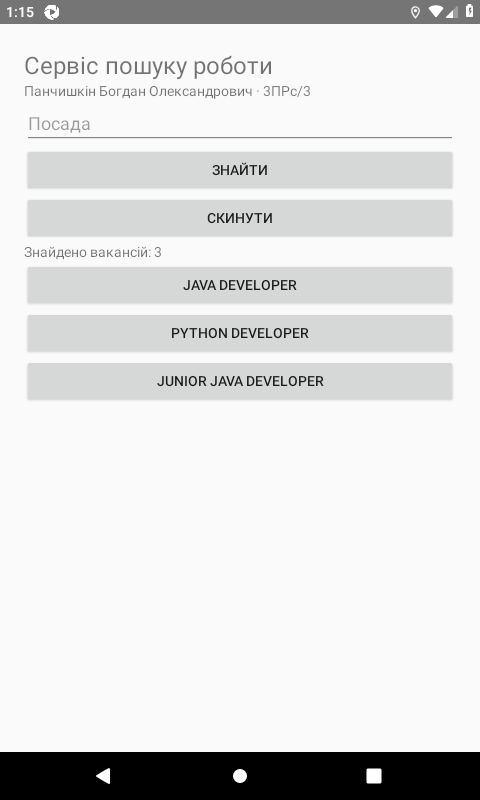 1:15
Сервіс пошуку роботи
Панчишкін Богдан Олександрович · 3ПРс/3
Посада
ЗНАЙТИ
СКИНУТИ
Знайдено вакансій: 3
JAVA DEVELOPER
PYTHON DEVELOPER
JUNIOR JAVA DEVELOPER